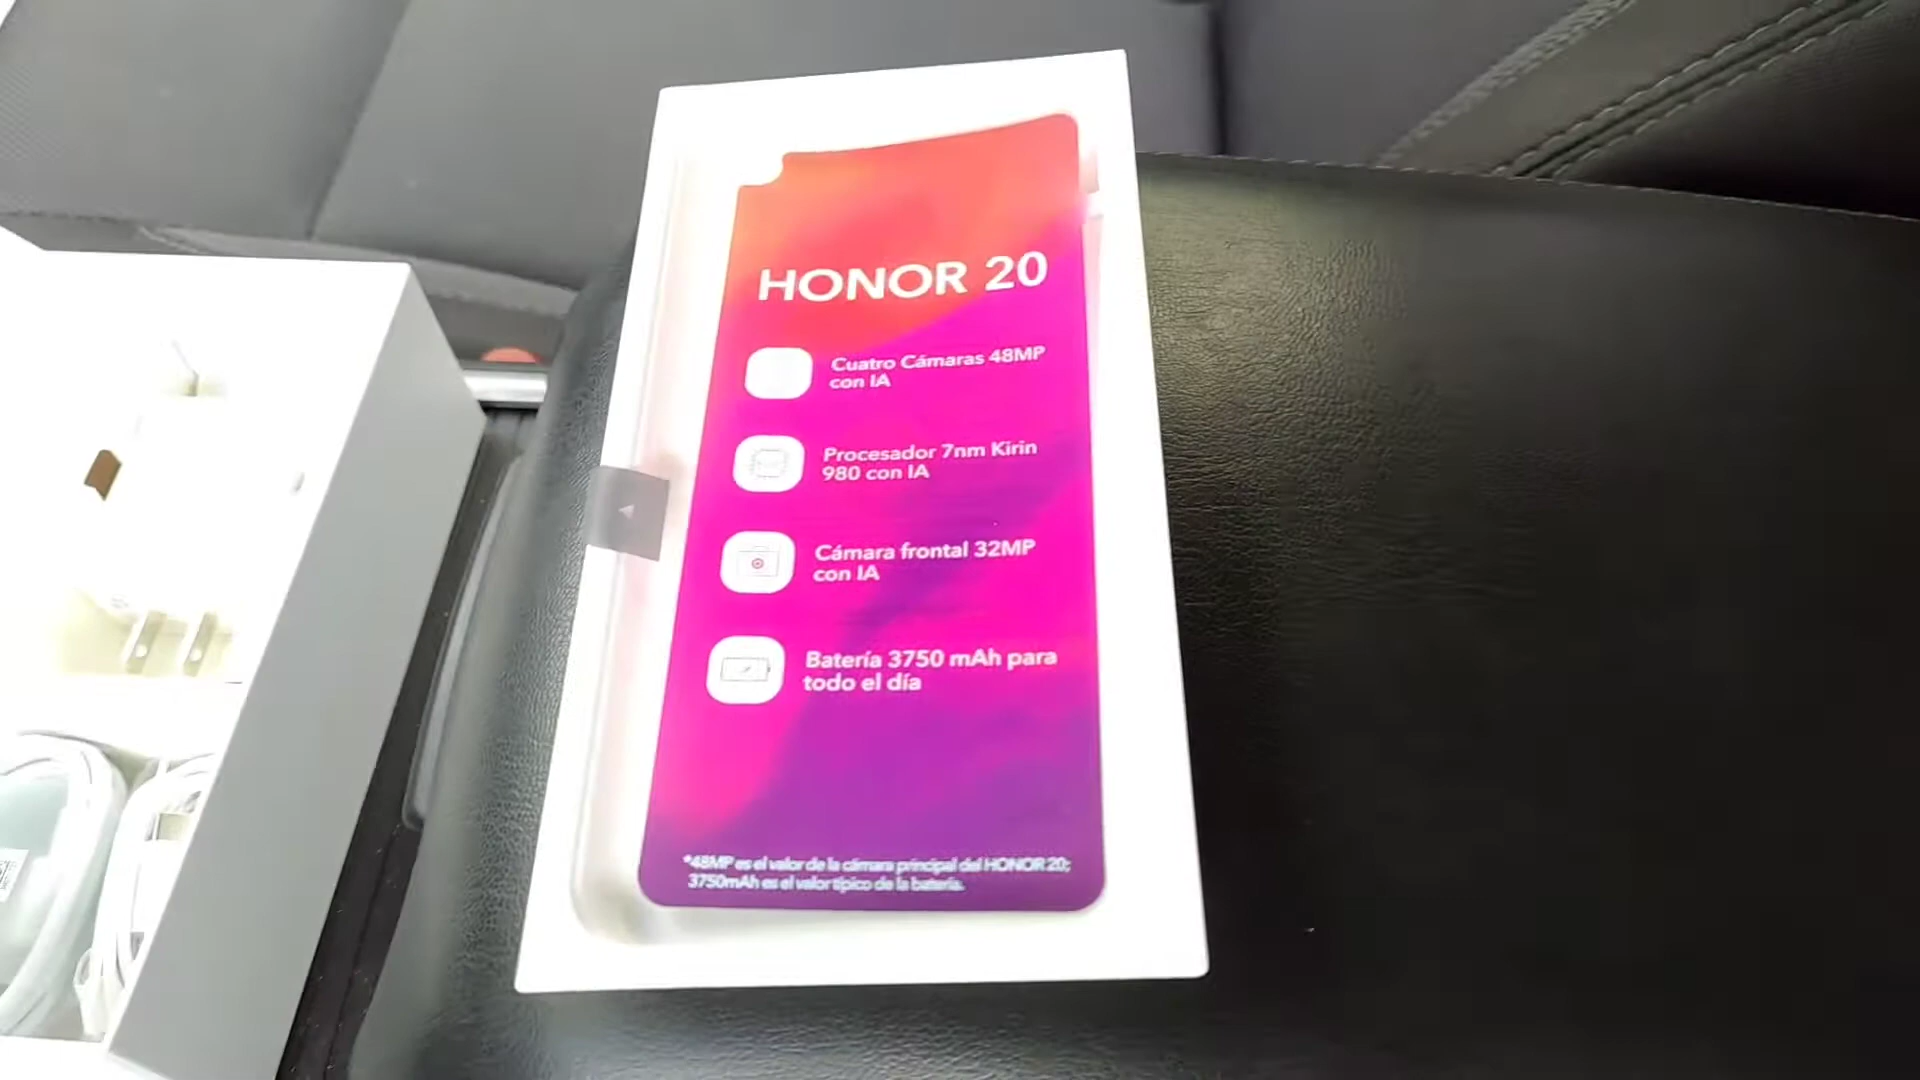 HONOR 20
Cuatro Cámaras 48MP
con IA
Procesador 7nm Kirin
980 con IA
Cámara frontal 32MP
con IA
Batería 3750 mAh para
todo el día
*48MP es el valor de la cámara principal del HONOR 20;
3750mAh es el valor típico de la batería.